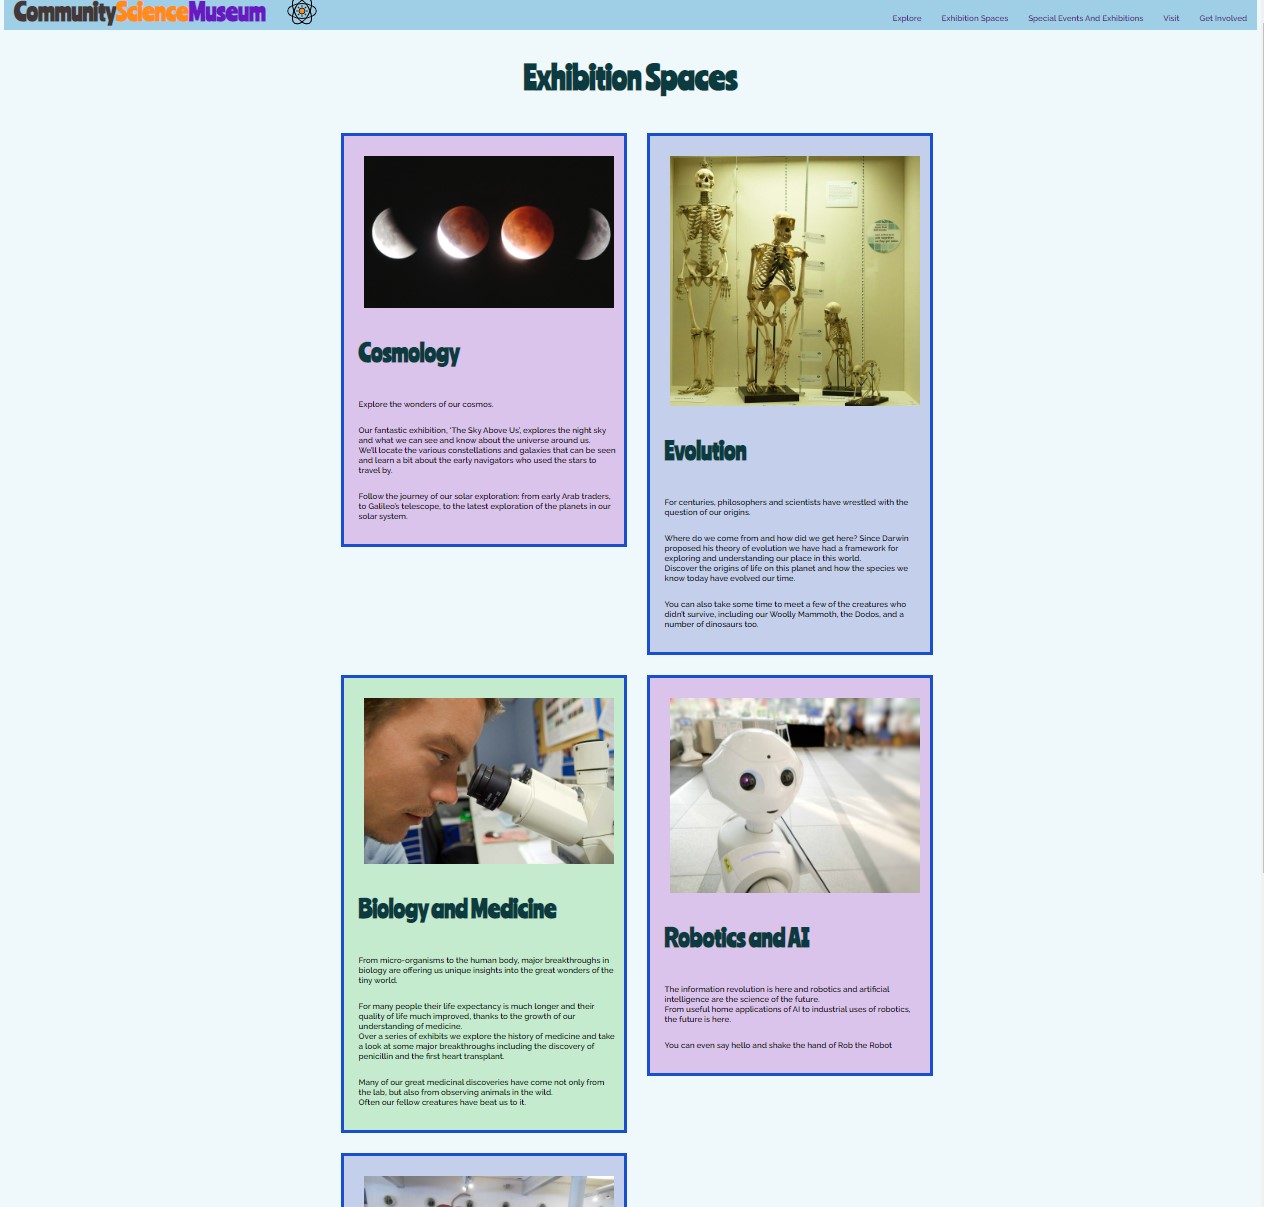 CommunityScienceMuseum
Explore
Exhibition Spaces
Special Events And Exhibitions
Visit
Get Involved
Exhibition Spaces
Cosmology
Explore the wonders of our cosmos.
Our fantastic exhibition, 'The Sky Above Us', explores the night sky
and what we can see and know about the universe around us.
We'll locate the various constellations and galaxies that can be seen
and learn a bit about the early navigators who used the stars to
travel by.
Follow the journey of our solar exploration: from early Arab traders,
to Galileo's telescope, to the latest exploration of the planets in our
solar system.
Evolution
For centuries, philosophers and scientists have wrestled with the
question of our origins.
Where do we come from and how did we get here? Since Darwin
proposed his theory of evolution we have had a framework for
exploring and understanding our place in this world.
Discover the origins of life on this planet and how the species we
know today have evolved our time.
You can also take some time to meet a few of the creatures who
didn't survive, including our Woolly Mammoth, the Dodos, and a
number of dinosaurs too.
Biology and Medicine
From micro-organisms to the human body, major breakthroughs in
biology are offering us unique insights into the great wonders of the
tiny world.
For many people their life expectancy is much longer and their
quality of life much improved, thanks to the growth of our
understanding of medicine.
Over a series of exhibits we explore the history of medicine and take
a look at some major breakthroughs including the discovery of
penicillin and the first heart transplant.
Many of our great medicinal discoveries have come not only from
the lab, but also from observing animals in the wild.
Often our fellow creatures have beat us to it.
Robotics and AI
The information revolution is here and robotics and artificial
intelligence are the science of the future.
From useful home applications of AI to industrial uses of robotics,
the future is here.
You can even say hello and shake the hand of Rob the Robot